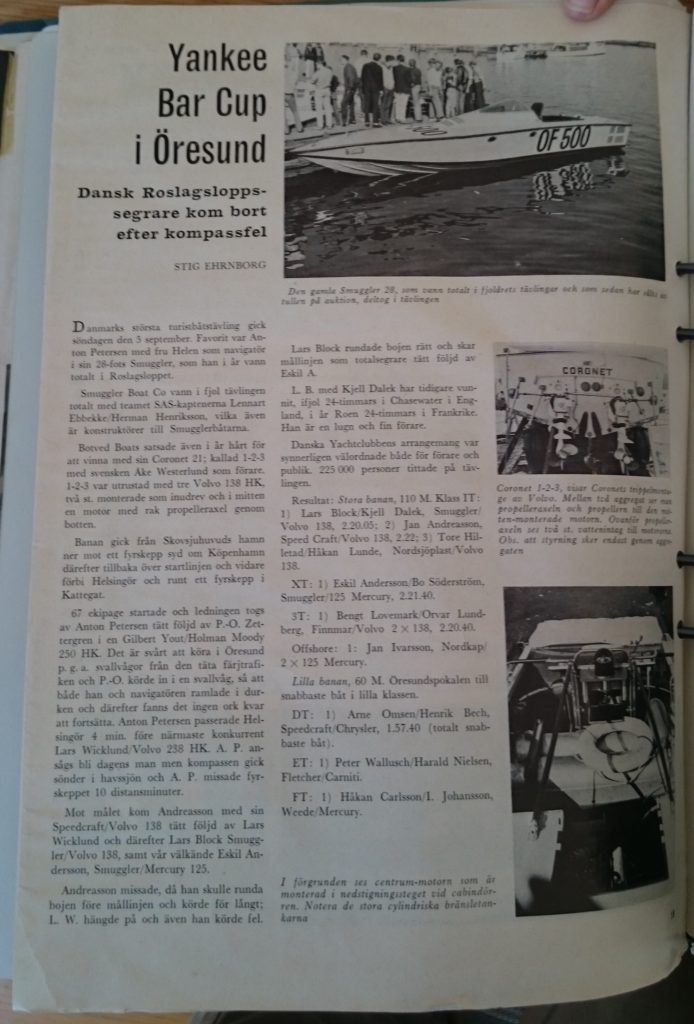 Yankee
Bar Cup
i Öresund
Dansk Roslagslopps-
segrare kom bort
efter kompassfel
STIG EHRNBORG
OF 500
Den gamla Smuggler 28, som vann totalt i fjolårets tävlingar och som sedan har sålts av
tullen på auktion, deltog i tävlingen
Danmarks största turistbåtstävling gick
söndagen den 3 september. Favorit var An-
ton Petersen med fru Helen som navigatör
i sin 28-fots Smuggler, som han i år vann
totalt i Roslagsloppet.
Smuggler Boat Co vann i fjol tävlingen
totalt med teamet SAS-kaptenerna Lennart
Ebbekke/Herman Henriksson, vilka även
är konstruktörer till Smugglerbåtarna.
Botved Boats satsade även i år hårt för
att vinna med sin Coronet 21; kallad 1-2-3
med svensken Åke Westerlund som förare.
1-2-3 var utrustad med tre Volvo 138 HK,
två st. monterade som inudrev och i mitten
en motor med rak propelleraxel genom
botten.
Banan gick från Skovsjuhuvuds hamn
ner mot ett fyrskepp syd om Köpenhamn
därefter tillbaka över startlinjen och vidare
förbi Helsingör och runt ett fyrskepp i
Kattegat.
67 ekipage startade och ledningen togs
av Anton Petersen tätt följd av P.-O. Zet-
tergren i en Gilbert Yout/Holman Moody
250 HK. Det är svårt att köra i Öresund
p. g. a. svallvågor från den täta färjtrafi-
ken och P.-O. körde in i en svallvåg, så att
både han och navigatören ramlade i dur-
ken och därefter fanns det ingen ork kvar
att fortsätta. Anton Petersen passerade Hel-
singör 4 min. före närmaste konkurrent
Lars Wicklund/Volvo 238 HK. A. P. an-
sågs bli dagens man men kompassen gick
sönder i havssjön och A. P. missade fyr-
skeppet 10 distansminuter.
Mot målet kom Andreasson med sin
Speedcraft/Volvo 138 tätt följd av Lars
Wicklund och därefter Lars Block Smugg-
ler/Volvo 138, samt vår välkände Eskil An-
dersson, Smuggler/Mercury 125.
Andreasson missade, då han skulle runda
bojen före mållinjen och körde för långt;
L. W. hängde på och även han körde fel.
Lars Block rundade bojen rätt och skar
mållinjen som totalsegrare tätt följd av
Eskil A.
L. B. med Kjell Dalek har tidigare vun-
nit, ifjol 24-timmars i Chasewater i Eng-
land, i år Roen 24-timmars i Frankrike.
Han är en lugn och fin förare.
Danska Yachtclubbens arrangemang var
synnerligen välordnade både för förare och
publik. 225 000 personer tittade på täv-
lingen.
Resultat: Stora banan, 110 M. Klass IT:
1) Lars Block/Kjell Dalek, Smuggler/
Volvo 138, 2.20.05; 2) Jan Andreasson,
Speed Craft/Volvo 138, 2.22; 3) Tore Hil-
letad/Håkan Lunde, Nordsjöplast/Volvo
138.
XT: 1) Eskil Andersson/Bo Söderström,
Smuggler/125 Mercury, 2.21.40.
3T: 1) Bengt Lovemark/Orvar Lund-
berg, Finnmar/Volvo 2 × 138, 2.20.40.
Offshore: 1: Jan Ivarsson, Nordkap/
2 × 125 Mercury.
Lilla banan, 60 M. Öresundspokalen till
snabbaste båt i lilla klassen.
DT: 1) Arne Omsen/Henrik Bech,
Speedcraft/Chrysler, 1.57.40 (totalt snab-
baste båt).
ET: 1) Peter Wallusch/Harald Nielsen,
Fletcher/Carniti.
FT: 1) Håkan Carlsson/I. Johansson,
Weede/Mercury.
I förgrunden ses centrum-motorn som är
monterad i nedstigningssteget vid cabindör-
ren. Notera de stora cylindriska bränsletan-
karna
CORONET
Coronet 1-2-3, visar Coronets trippelmonta-
ge av Volvo. Mellan två aggregat ser man
propelleraxeln och propellern till den mit-
ten-monterade motorn. Ovanför propeller-
axeln ses två st. vattenintag till motorerna.
Obs. att styrning sker endast genom aggre-
gaten